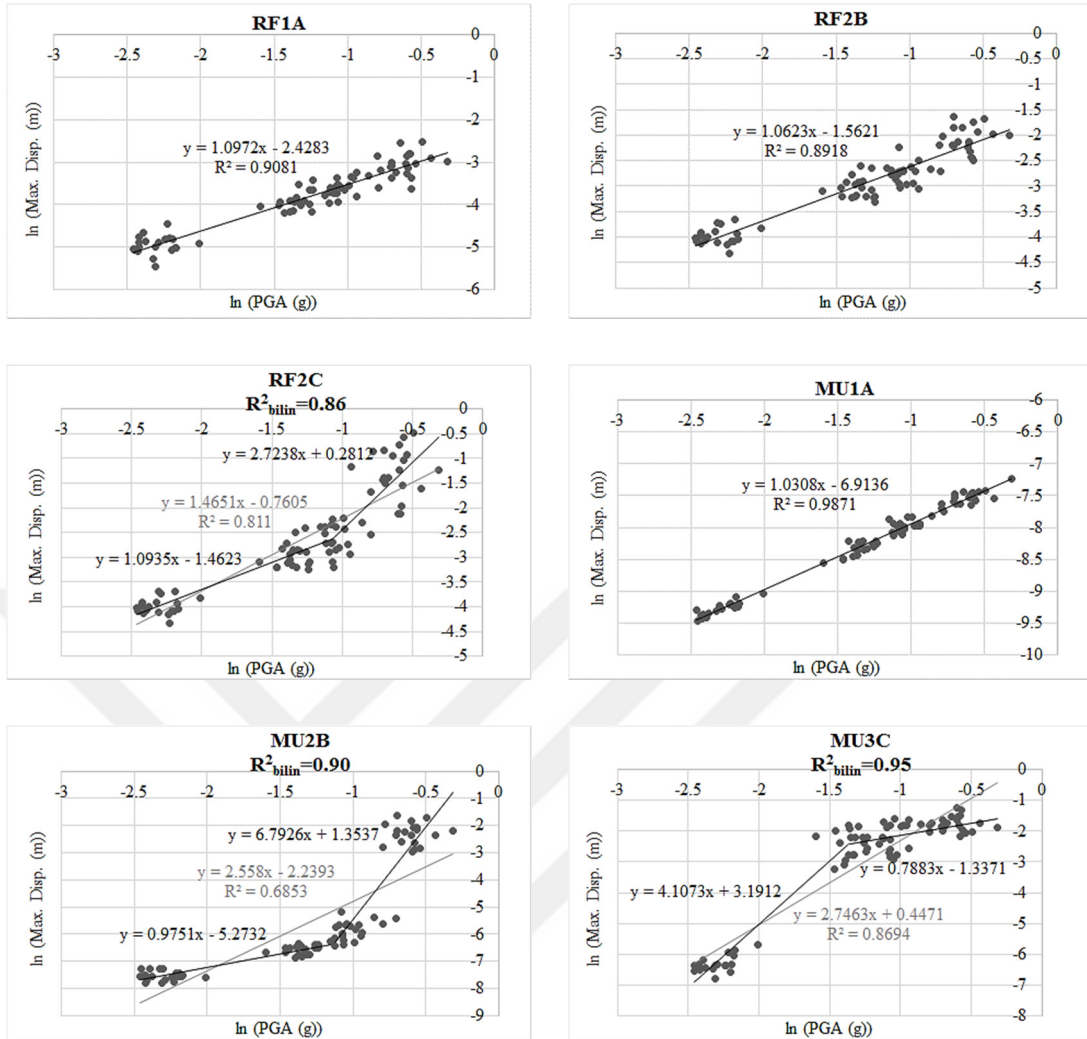 RF1A
-3 -2.5 -2 -1.5 -1 -0.5 0
0
-1
-2
-3
-4
-5
-6
ln (Max. Disp. (m))
y = 1.0972x - 2.4283
R² = 0.9081
ln (PGA (g))
RF2B
-3 -2.5 -2 -1.5 -1 -0.5 0
0
-0.5
-1
-1.5
-2
-2.5
-3
-3.5
-4
-4.5
-5
ln (Max. Disp. (m))
y = 1.0623x - 1.5621
R² = 0.8918
ln (PGA (g))
RF2C
R²bilin=0.86
-3 -2.5 -2 -1.5 -1 -0.5 0
0
-0.5
-1
-1.5
-2
-2.5
-3
-3.5
-4
-4.5
-5
ln (Max. Disp. (m))
y = 2.7238x + 0.2812
y = 1.4651x - 0.7605
R² = 0.811
y = 1.0935x - 1.4623
ln (PGA (g))
MU1A
-3 -2.5 -2 -1.5 -1 -0.5 0
-6
-6.5
-7
-7.5
-8
-8.5
-9
-9.5
-10
ln (Max. Disp. (m))
y = 1.0308x - 6.9136
R² = 0.9871
ln (PGA (g))
MU2B
R²bilin=0.90
-3 -2.5 -2 -1.5 -1 -0.5 0
0
-1
-2
-3
-4
-5
-6
-7
-8
-9
ln (Max. Disp. (m))
y = 6.7926x + 1.3537
y = 2.558x - 2.2393
R² = 0.6853
y = 0.9751x - 5.2732
ln (PGA (g))
MU3C
R²bilin=0.95
-3 -2.5 -2 -1.5 -1 -0.5 0
0
-1
-2
-3
-4
-5
-6
-7
-8
ln (Max. Disp. (m))
y = 0.7883x - 1.3371
y = 4.1073x + 3.1912
y = 2.7463x + 0.4471
R² = 0.8694
ln (PGA (g))